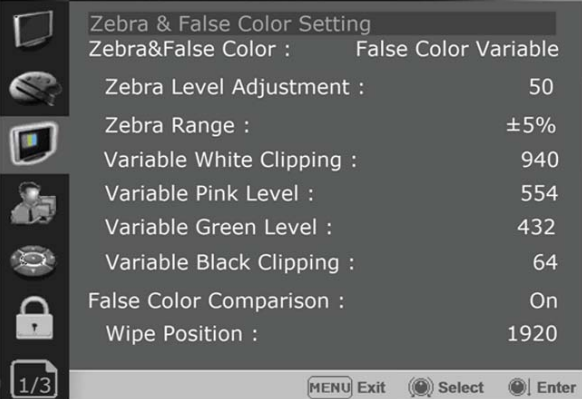 Zebra & False Color Setting
Zebra&False Color : False Color Variable
Zebra Level Adjustment : 50
Zebra Range : ±5%
Variable White Clipping : 940
Variable Pink Level : 554
Variable Green Level : 432
Variable Black Clipping : 64
False Color Comparison : On
Wipe Position : 1920
1/3 MENU Exit Select Enter